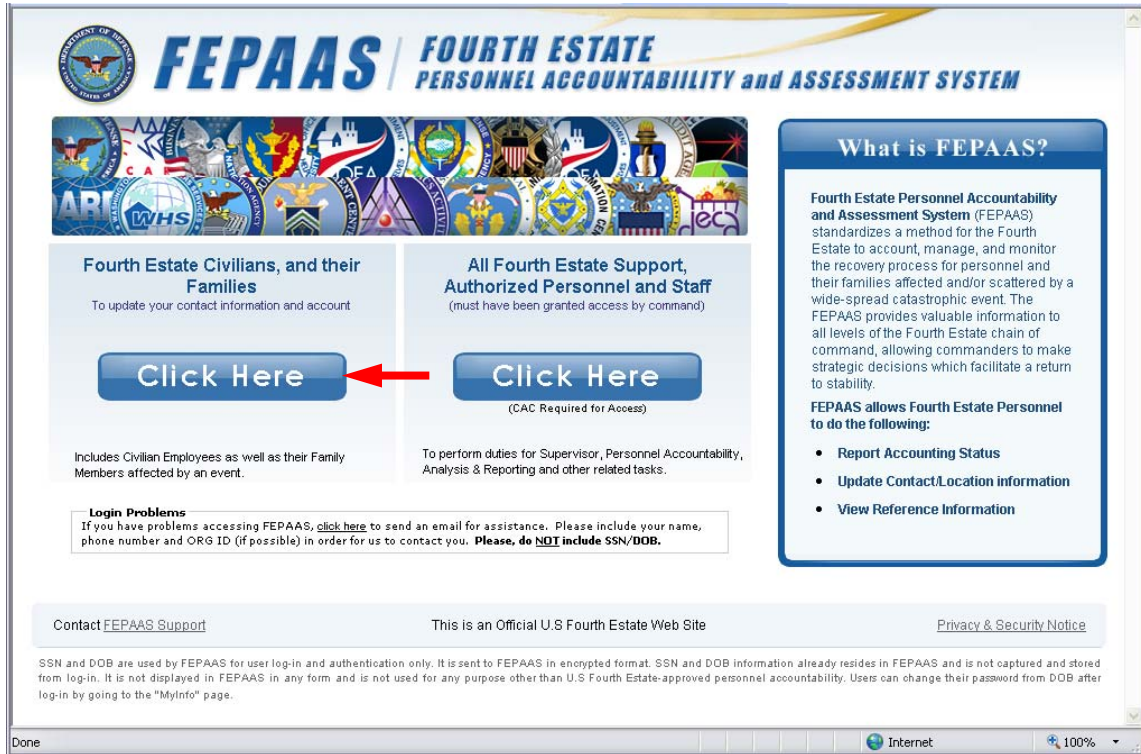 FEPAAS
FOURTH ESTATE
PERSONNEL ACCOUNTABIILITY and ASSESSMENT SYSTEM
WHS
Fourth Estate Civilians, and their
Families
To update your contact information and account
Click Here
Includes Civilian Employees as well as their Family
Members affected by an event.
All Fourth Estate Support,
Authorized Personnel and Staff
(must have been granted access by command)
Click Here
(CAC Required for Access)
To perform duties for Supervisor, Personnel Accountability,
Analysis & Reporting and other related tasks.
Login Problems
If you have problems accessing FEPAAS, click here to send an email for assistance. Please include your name,
phone number and ORG ID (if possible) in order for us to contact you. Please, do NOT include SSN/DOB.
What is FEPAAS?
Fourth Estate Personnel Accountability
and Assessment System (FEPAAS)
standardizes a method for the Fourth
Estate to account, manage, and monitor
the recovery process for personnel and
their families affected and/or scattered by a
wide-spread catastrophic event. The
FEPAAS provides valuable information to
all levels of the Fourth Estate chain of
command, allowing commanders to make
strategic decisions which facilitate a return
to stability.
FEPAAS allows Fourth Estate Personnel
to do the following:
• Report Accounting Status
• Update Contact/Location information
• View Reference Information
Contact FEPAAS Support
This is an Official U.S Fourth Estate Web Site
Privacy & Security Notice
SSN and DOB are used by FEPAAS for user log-in and authentication only. It is sent to FEPAAS in encrypted format. SSN and DOB information already resides in FEPAAS and is not captured and stored
from log-in. It is not displayed in FEPAAS in any form and is not used for any purpose other than U.S Fourth Estate-approved personnel accountability. Users can change their password from DOB after
log-in by going to the "MyInfo" page.
Done
Internet
100%